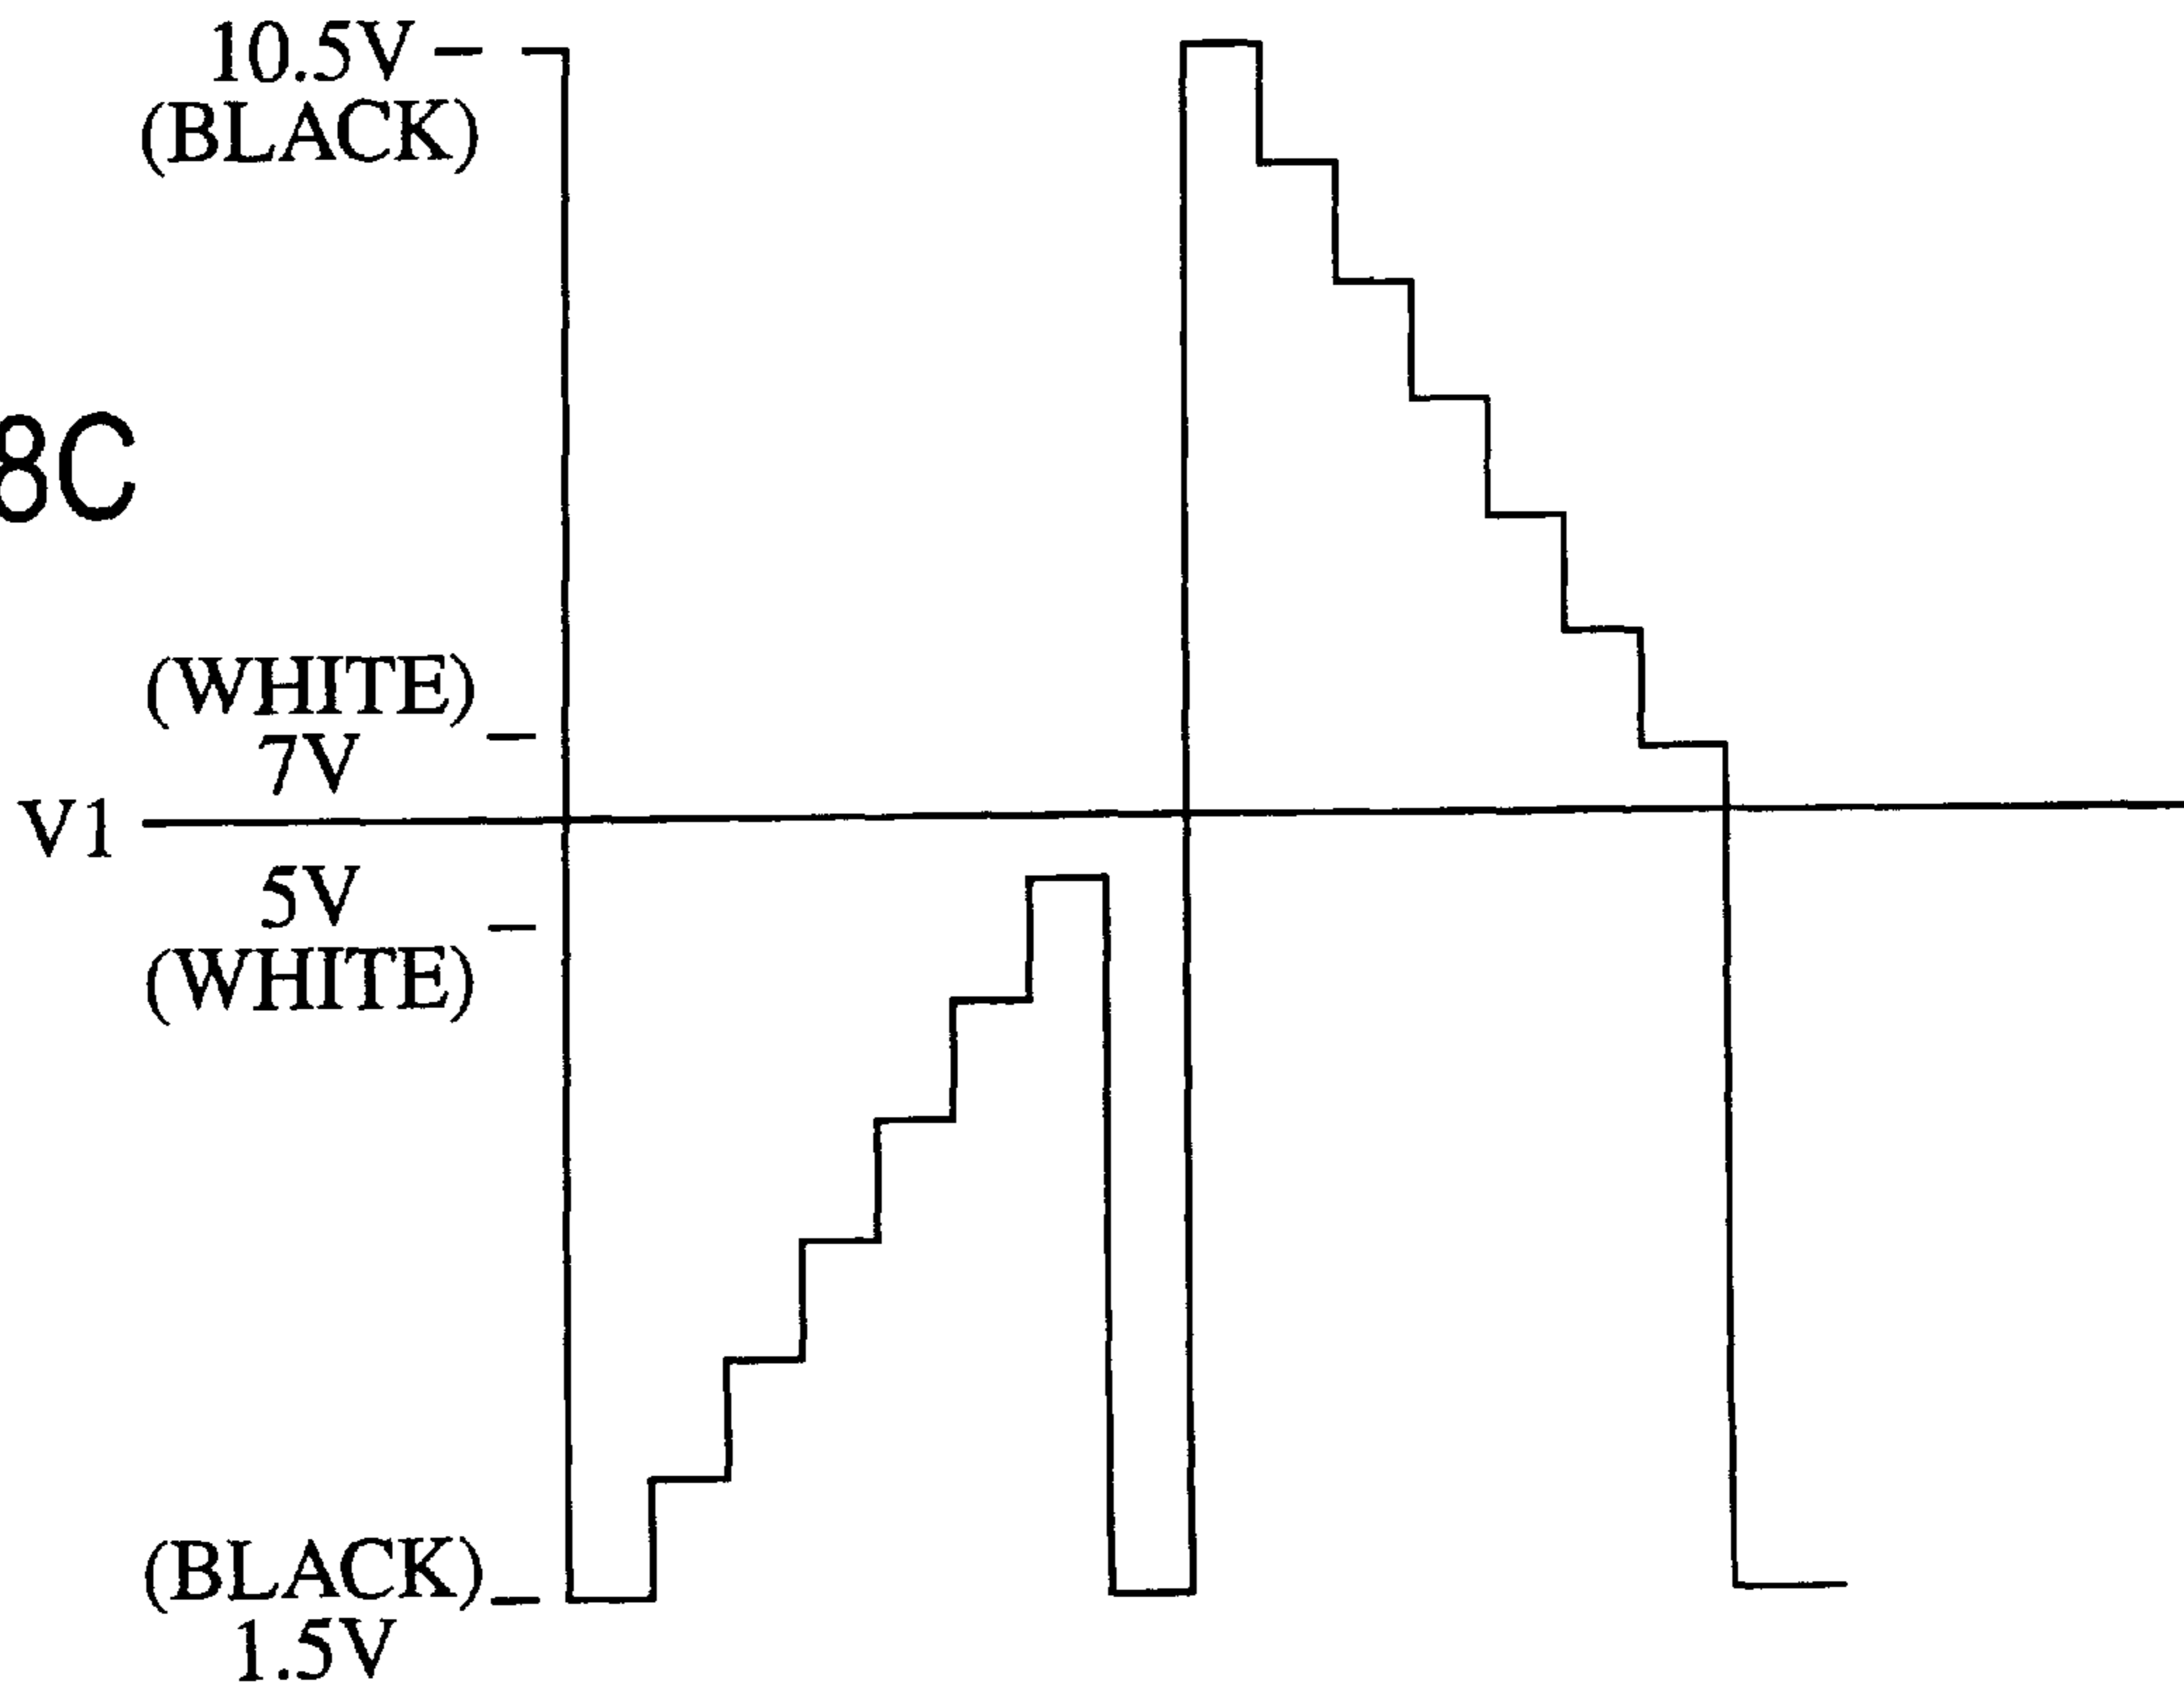 10.5V
(BLACK)
8C
(WHITE)
7V
V1
5V
(WHITE)
(BLACK)
1.5V